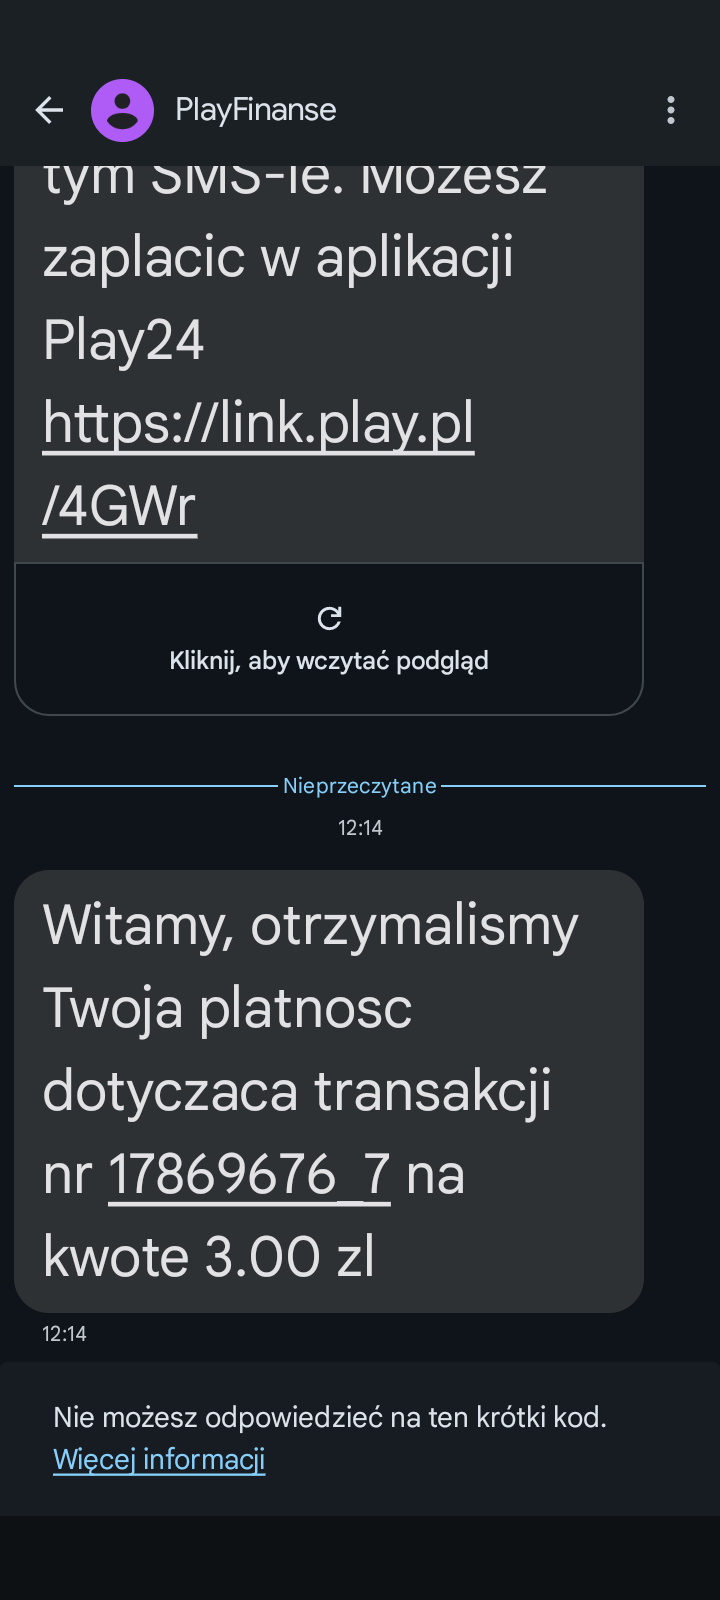 PlayFinanse
tym SMS-ie. Mozesz
zaplacic w aplikacji
Play24
https://link.play.pl
/4GWr
Kliknij, aby wczytać podgląd
Nieprzeczytane
12:14
Witamy, otrzymalismy
Twoja platnosc
dotyczaca transakcji
nr 17869676_7 na
kwote 3.00 zl
12:14
Nie możesz odpowiedzieć na ten krótki kod.
Więcej informacji